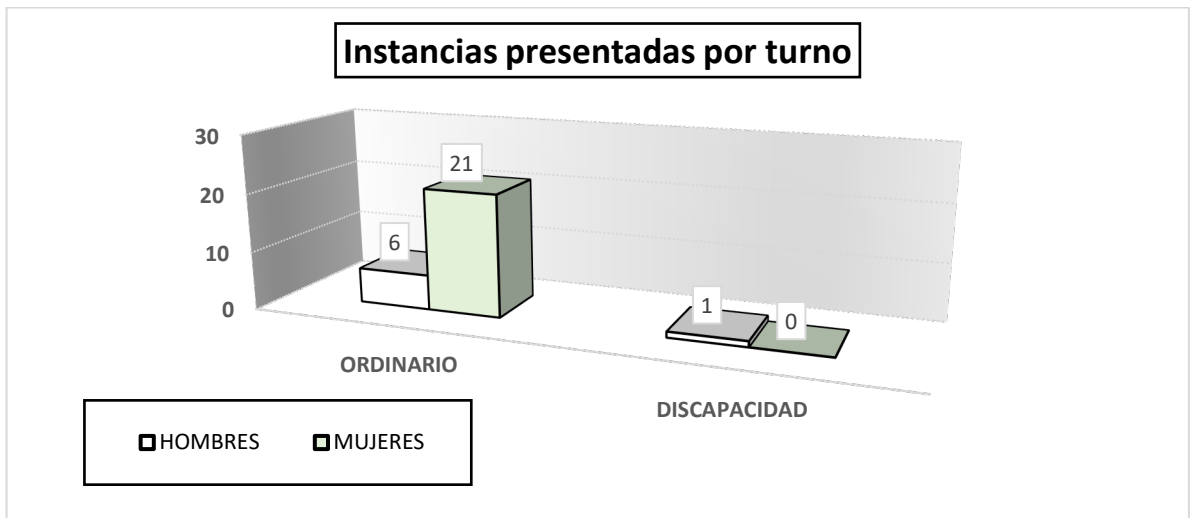 Instancias presentadas por turno
30
20
10
0
6
21
1
0
ORDINARIO
DISCAPACIDAD
HOMBRES
MUJERES